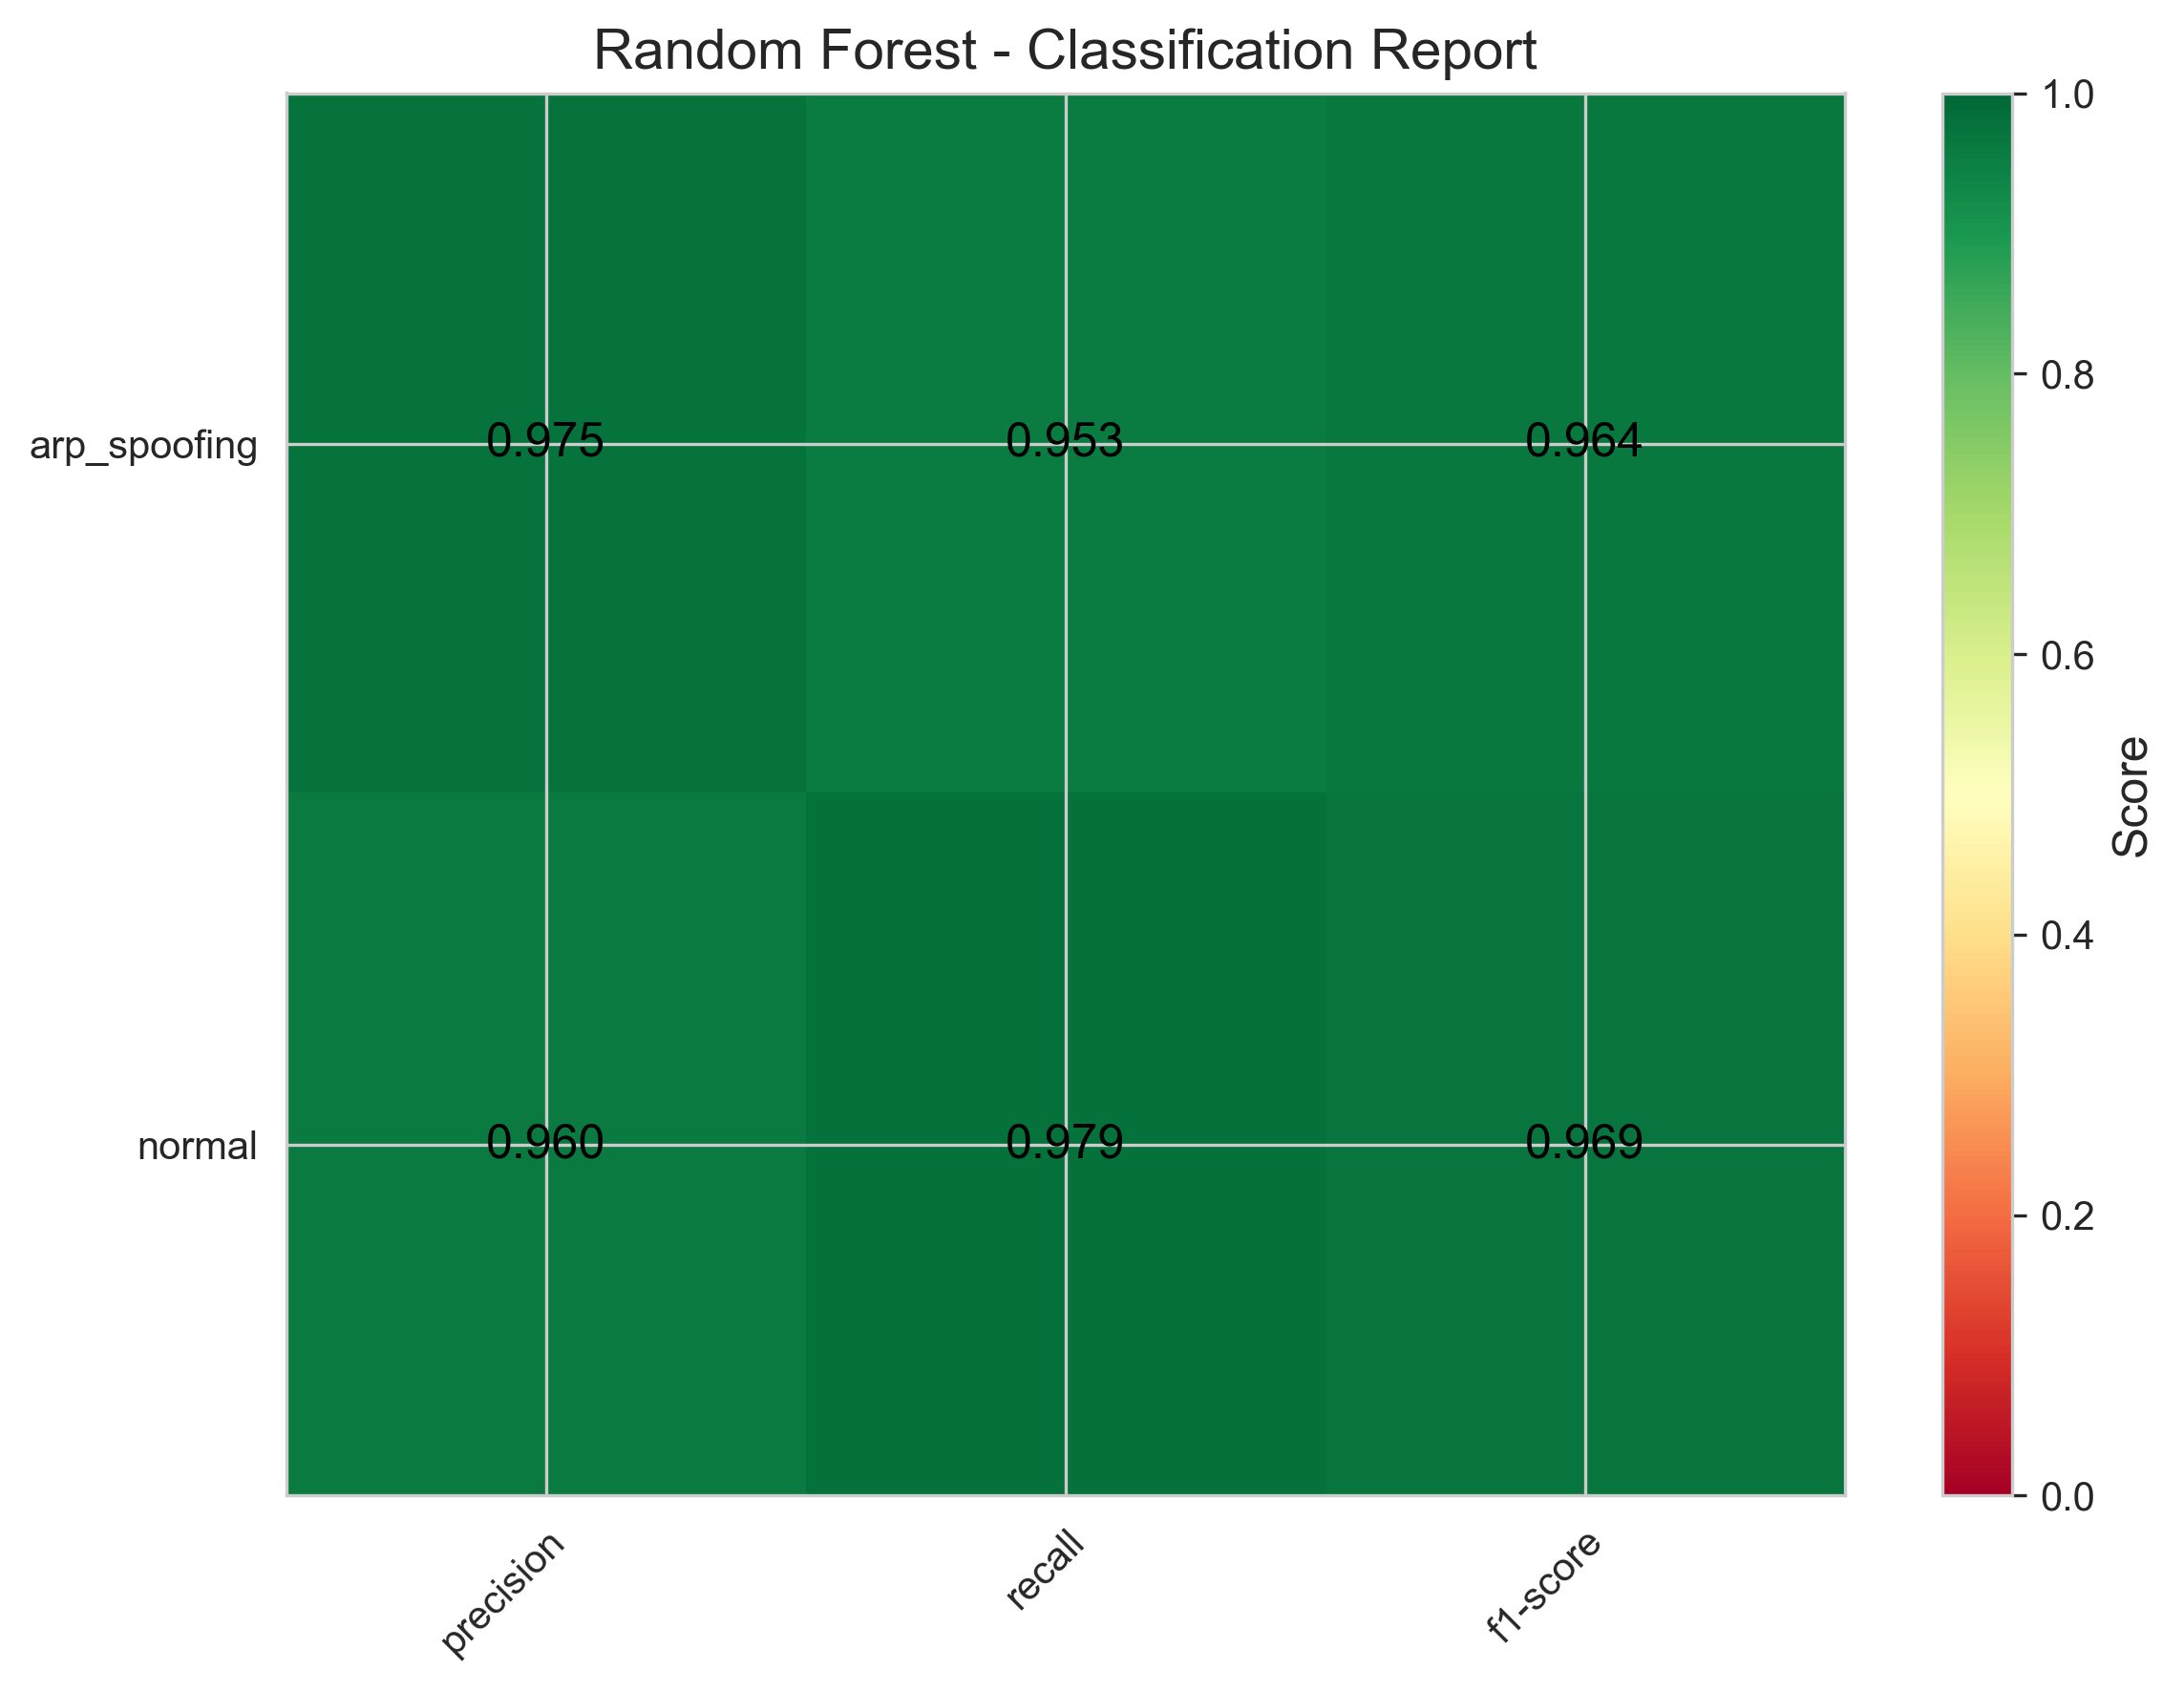 Random Forest - Classification Report
arp_spoofing
0.975
0.953
0.964
normal
0.960
0.979
0.969
precision
recall
f1-score
1.0
0.8
0.6
0.4
0.2
0.0
Score